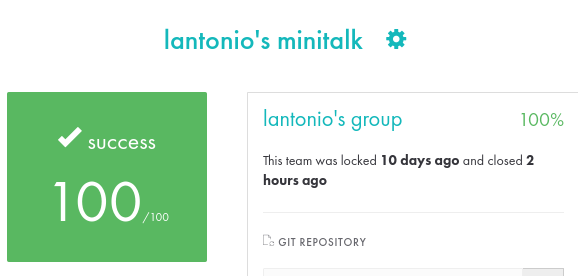 lantonio's minitalk
success
100/100
lantonio's group
100%
This team was locked 10 days ago and closed 2
hours ago
GIT REPOSITORY